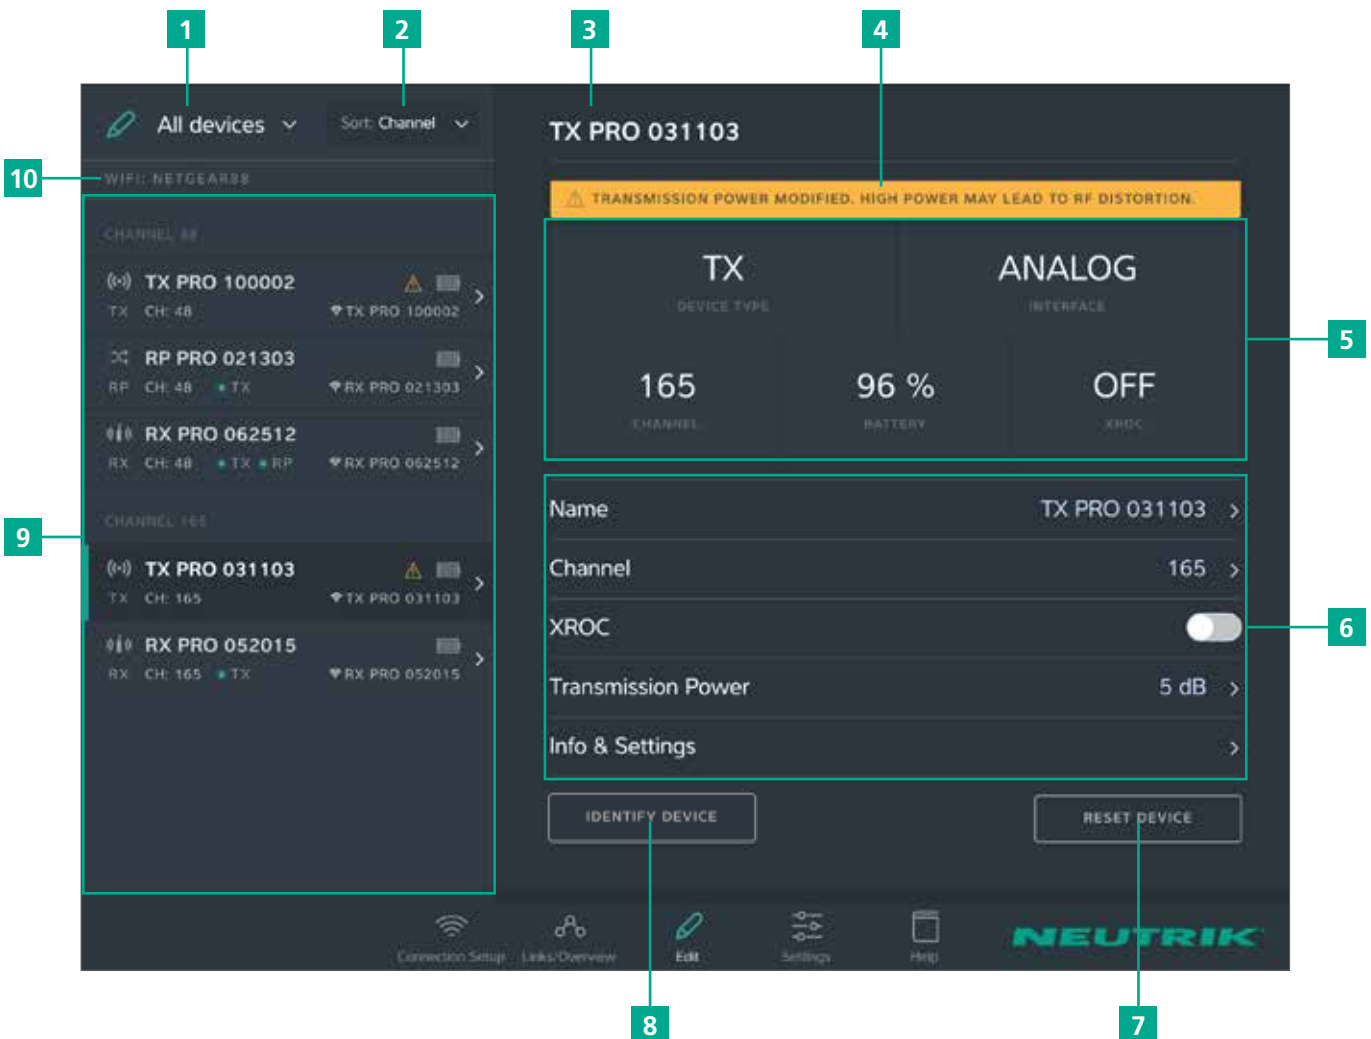 1
2
3
4
All devices
Sort: Channel
TX PRO 031103
10
WIFI: NETGEAR88
TRANSMISSION POWER MODIFIED. HIGH POWER MAY LEAD TO RF DISTORTION.
TX PRO 100002
TX CH: 48
TX PRO 100002
RP PRO 021303
RP CH: 48 TX
RX PRO 021303
RX PRO 062512
RX CH: 48 TX RP
RX PRO 062512
9
CHANNEL 165
TX PRO 031103
TX CH: 165
TX PRO 031103
RX PRO 052015
RX CH: 165 TX
RX PRO 052015
TX
DEVICE TYPE
ANALOG
INTERFACE
5
165
CHANNEL
96 %
BATTERY
OFF
XROC
Name
TX PRO 031103
Channel
165
XROC
6
Transmission Power
5 dB
Info & Settings
IDENTIFY DEVICE
RESET DEVICE
Connection Setup
Links/Overview
Edit
Settings
Help
NEUTRIK
8
7